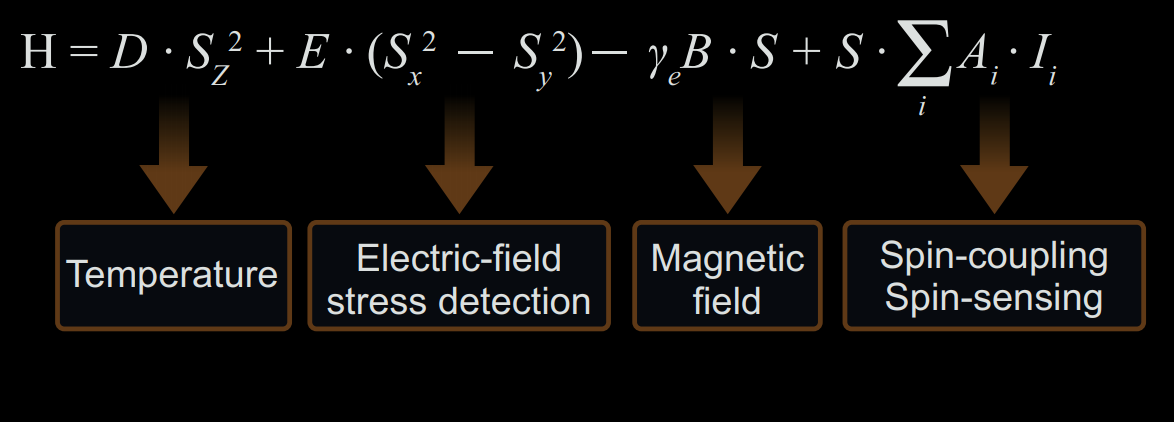 H = D · S_Z^2 + E · (S_x^2 − S_y^2) − γ_e B · S + S · ∑_i A_i · I_i
Temperature
Electric-field
stress detection
Magnetic
field
Spin-coupling
Spin-sensing